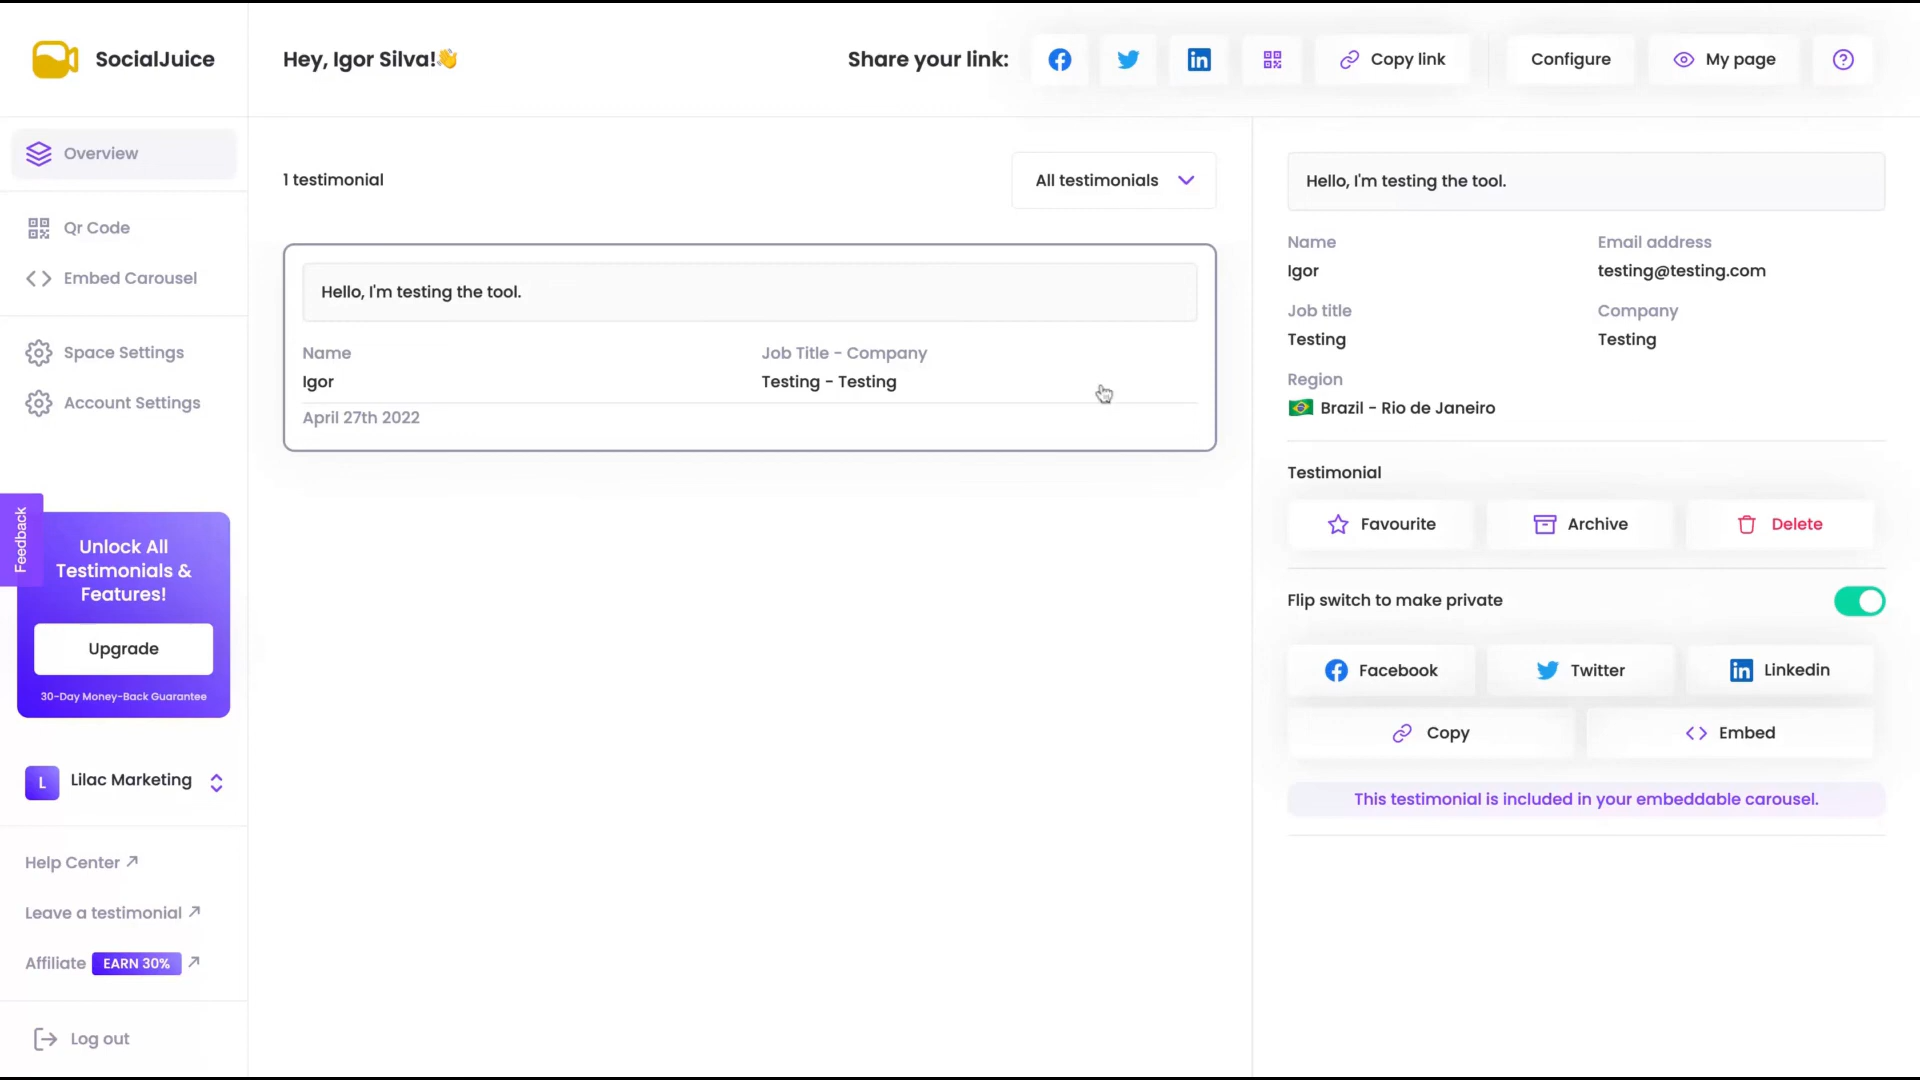 SocialJuice
Hey, Igor Silva!👋
Share your link:
Copy link
Configure
My page
Overview
Qr Code
Embed Carousel
Space Settings
Account Settings
Feedback
Unlock All
Testimonials &
Features!
Upgrade
30-Day Money-Back Guarantee
L
Lilac Marketing
Help Center
Leave a testimonial
Affiliate EARN 30%
Log out
1 testimonial
All testimonials
Hello, I'm testing the tool.
Name
Job Title - Company
Igor
Testing - Testing
April 27th 2022
Hello, I'm testing the tool.
Name
Email address
Igor
testing@testing.com
Job title
Company
Testing
Testing
Region
Brazil - Rio de Janeiro
Testimonial
Favourite
Archive
Delete
Flip switch to make private
Facebook
Twitter
Linkedin
Copy
Embed
This testimonial is included in your embeddable carousel.